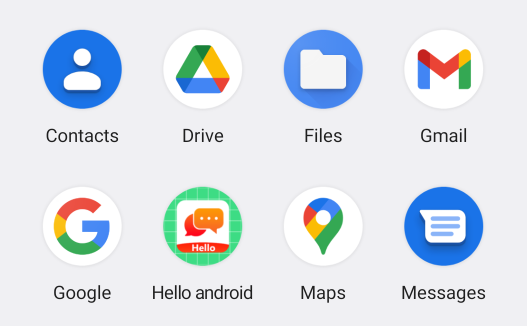 Contacts
Drive
Files
Gmail
Hello
Google
Hello android
Maps
Messages